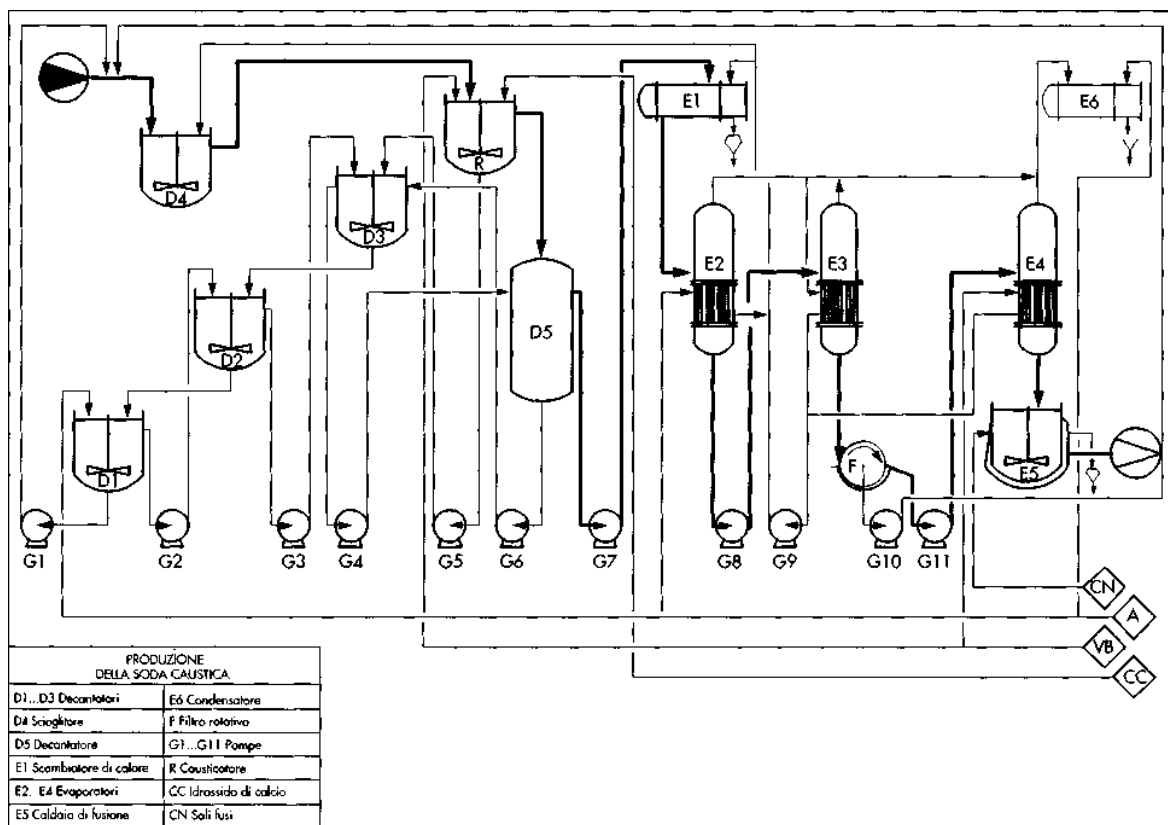 E1
E6
R
D4
D3
E2
E3
E4
D5
D2
F
D1
E5
G1
G2
G3
G4
G5
G6
G7
G8
G9
G10
G11
CN
A
VB
CC
PRODUZIONE
DELLA SODA CAUSTICA
D1...D3 Decantatori
E6 Condensatore
D4 Scioglitore
F Filtro rotativo
D5 Decantatore
G1...G11 Pompe
E1 Scambiatore di calore
R Causticatore
E2. E4 Evaporatori
CC Idrossido di calcio
E5 Caldaia di fusione
CN Sali fusi